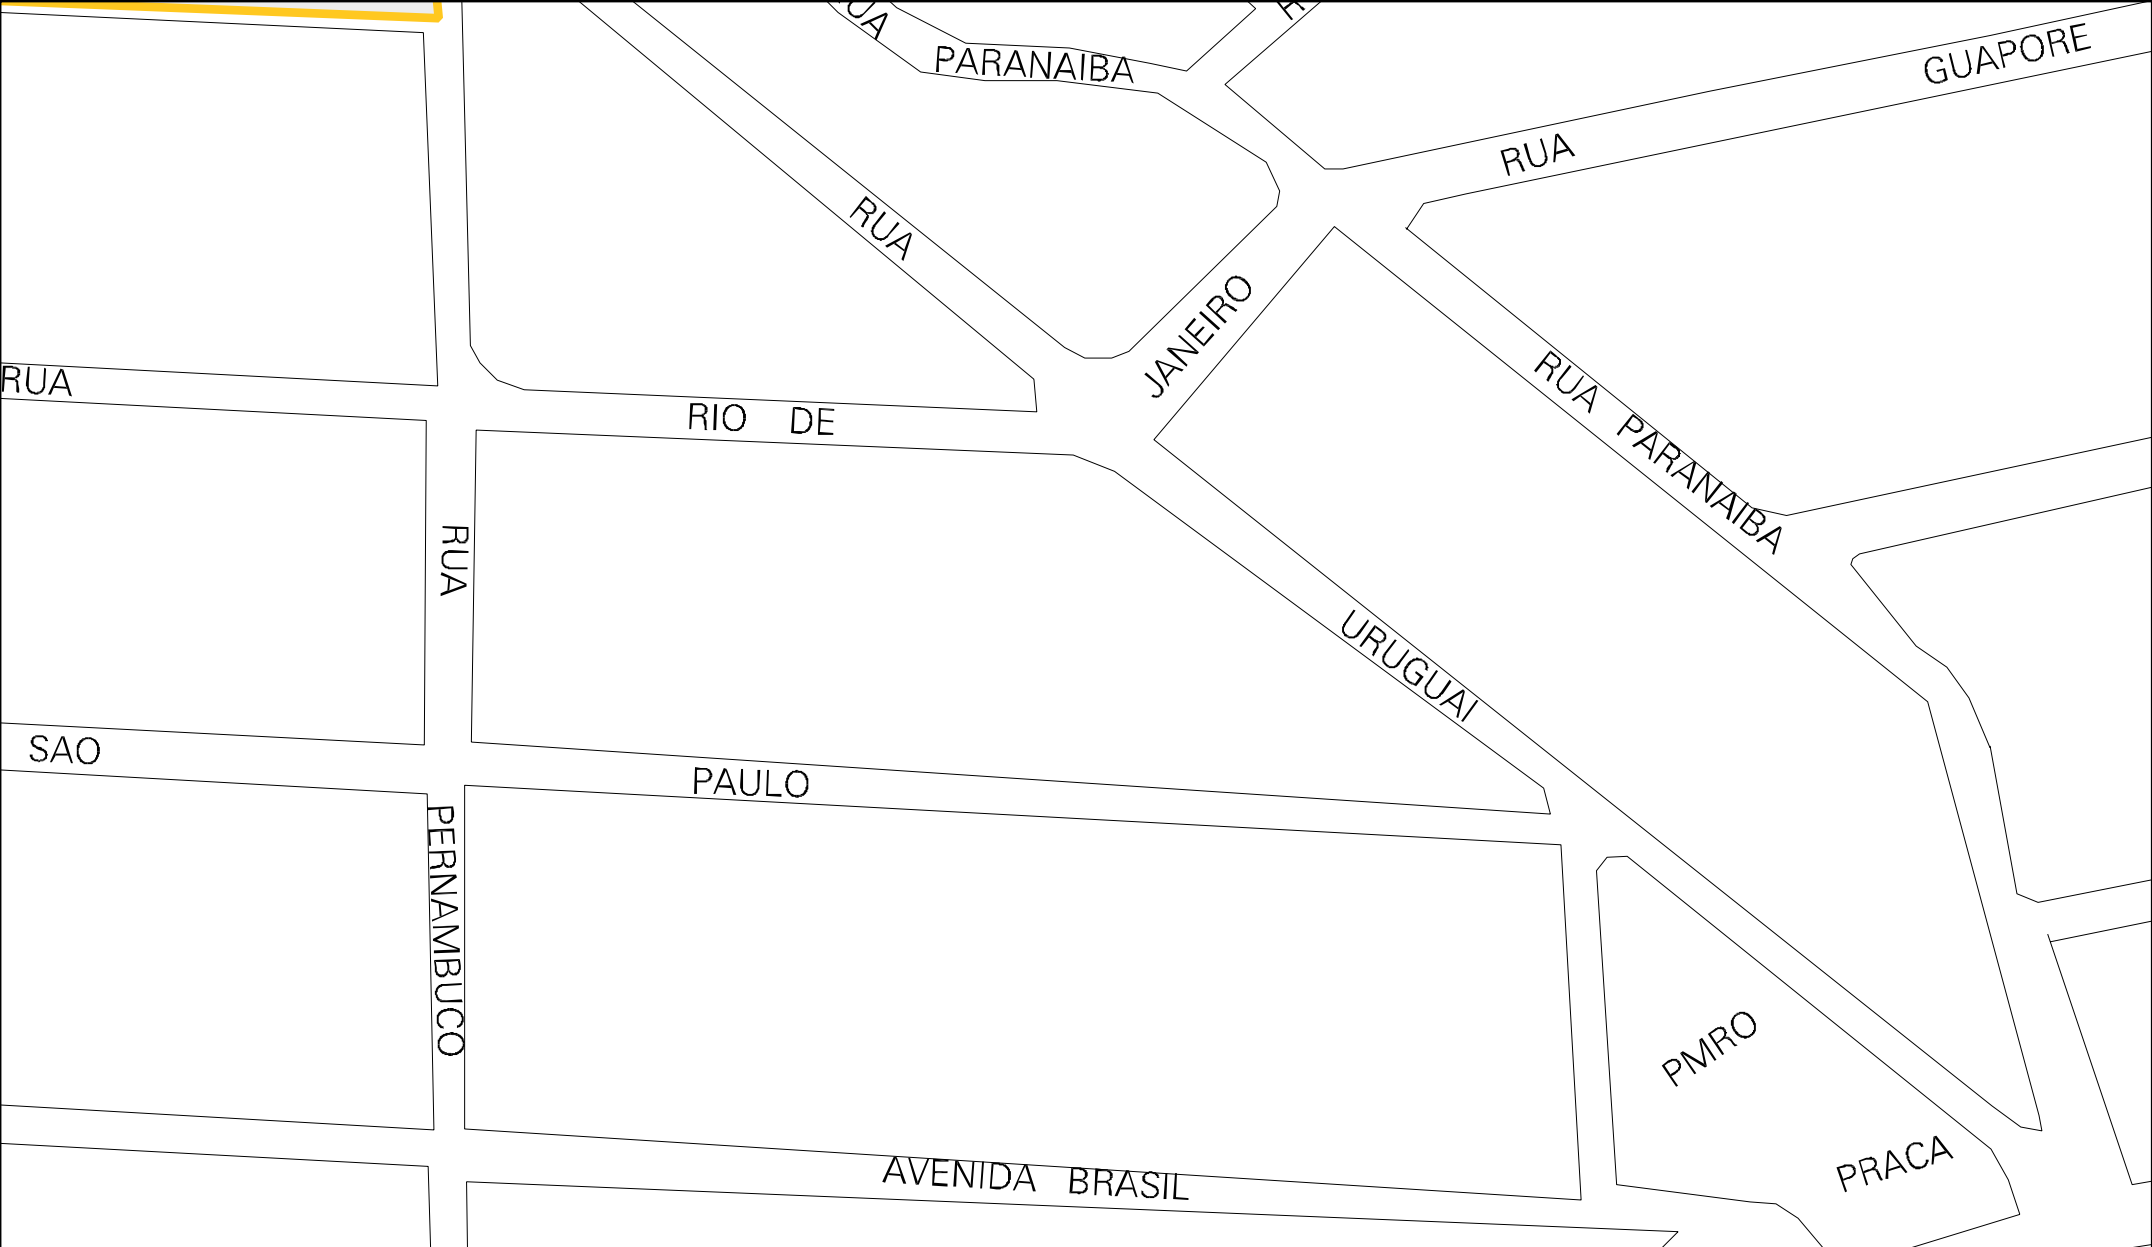 RUA
PARANAIBA
GUAPORE
RUA
RUA
JANEIRO
RUA
RIO DE
RUA PARANAIBA
RUA
URUGUAI
SAO
PAULO
PERNAMBUCO
PMRO
PRACA
AVENIDA BRASIL